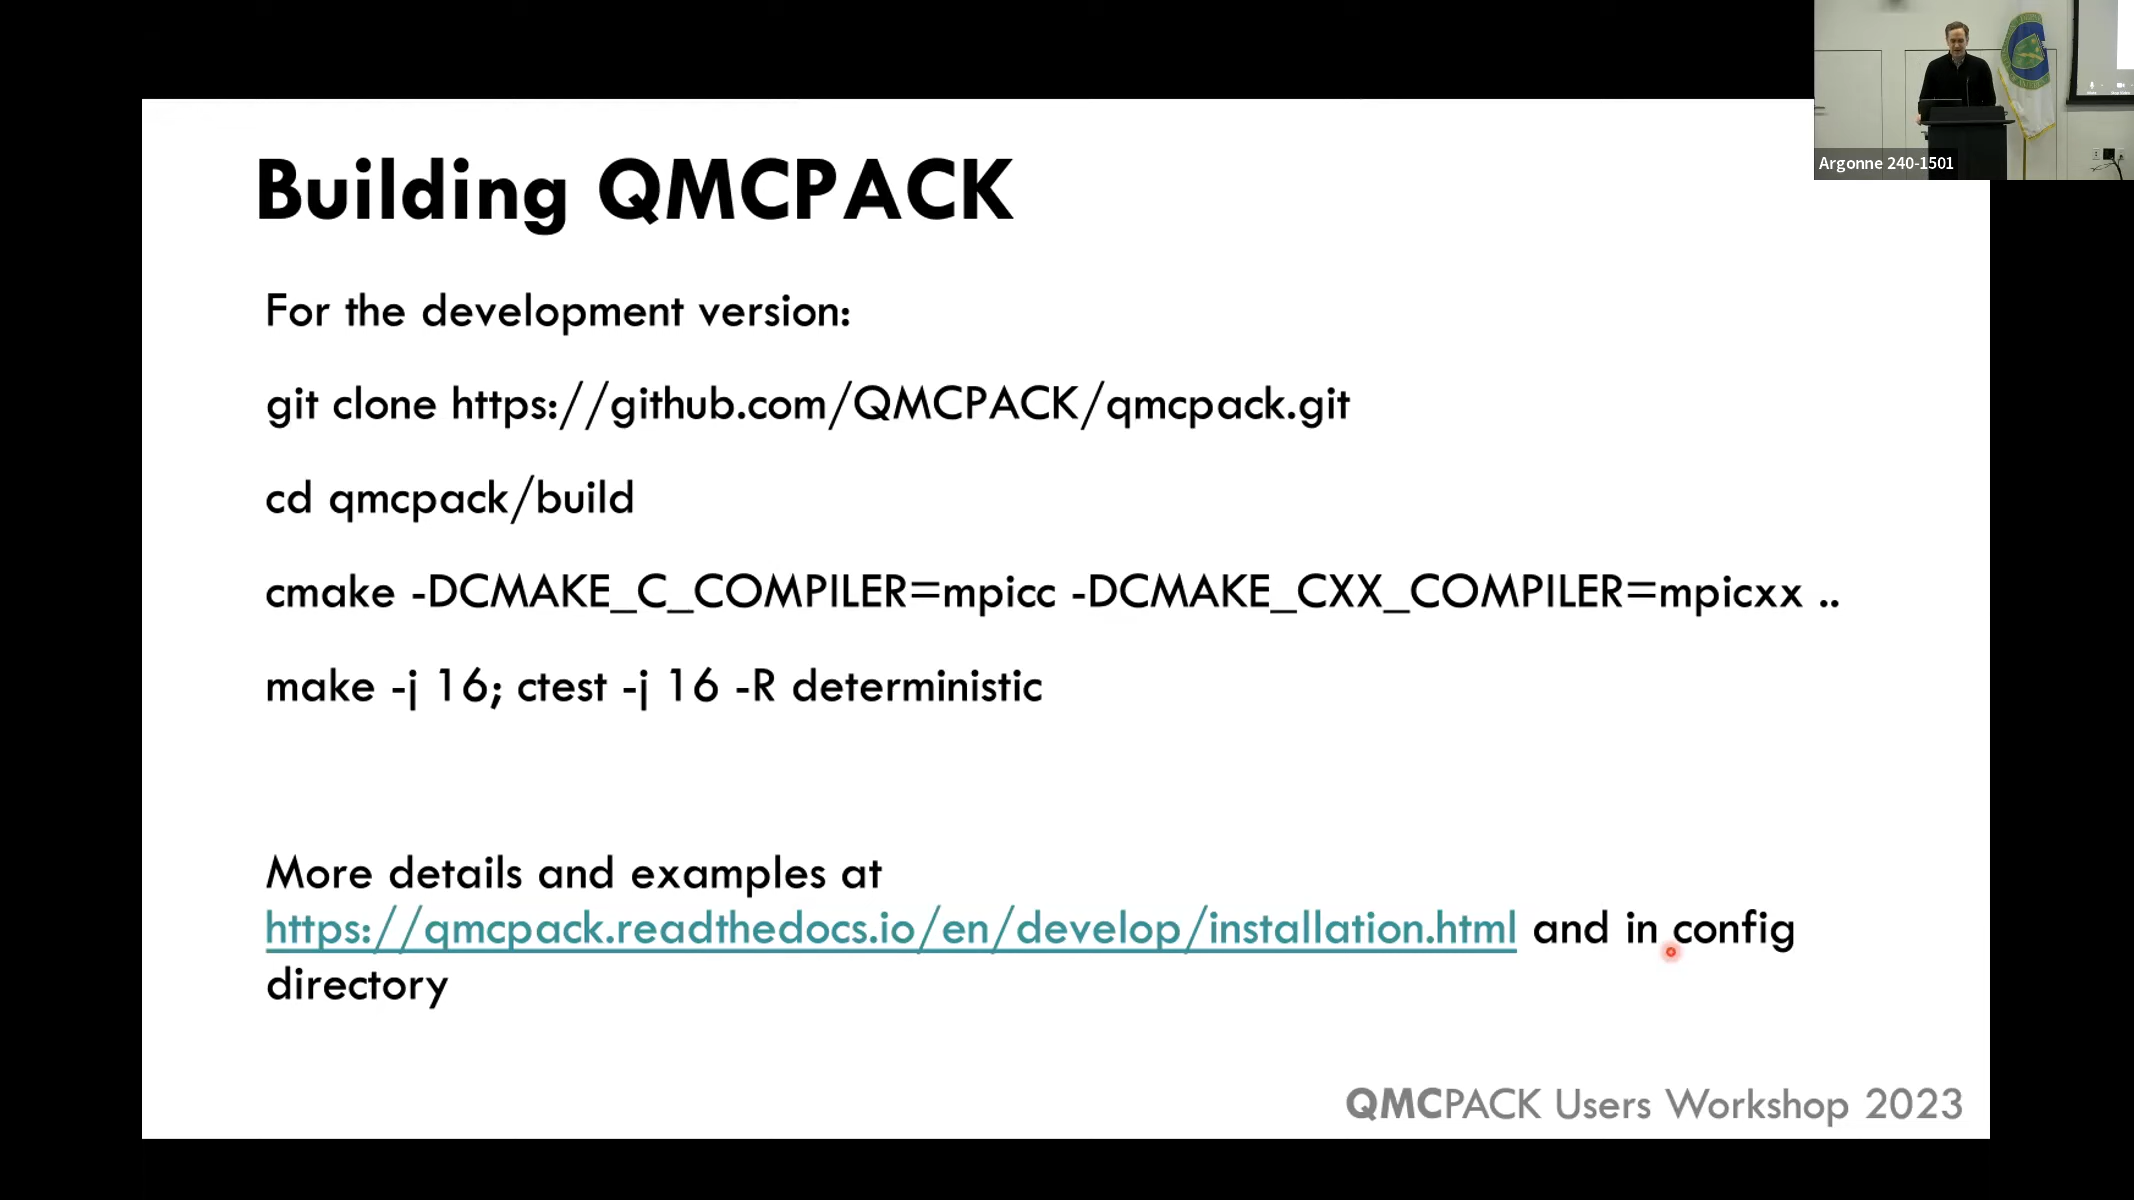 Building QMCPACK
For the development version:
git clone https://github.com/QMCPACK/qmcpack.git
cd qmcpack/build
cmake -DCMAKE_C_COMPILER=mpicc -DCMAKE_CXX_COMPILER=mpicxx ..
make -j 16; ctest -j 16 -R deterministic
More details and examples at
https://qmcpack.readthedocs.io/en/develop/installation.html and in config
directory
QMCPACK Users Workshop 2023
Argonne 240-1501